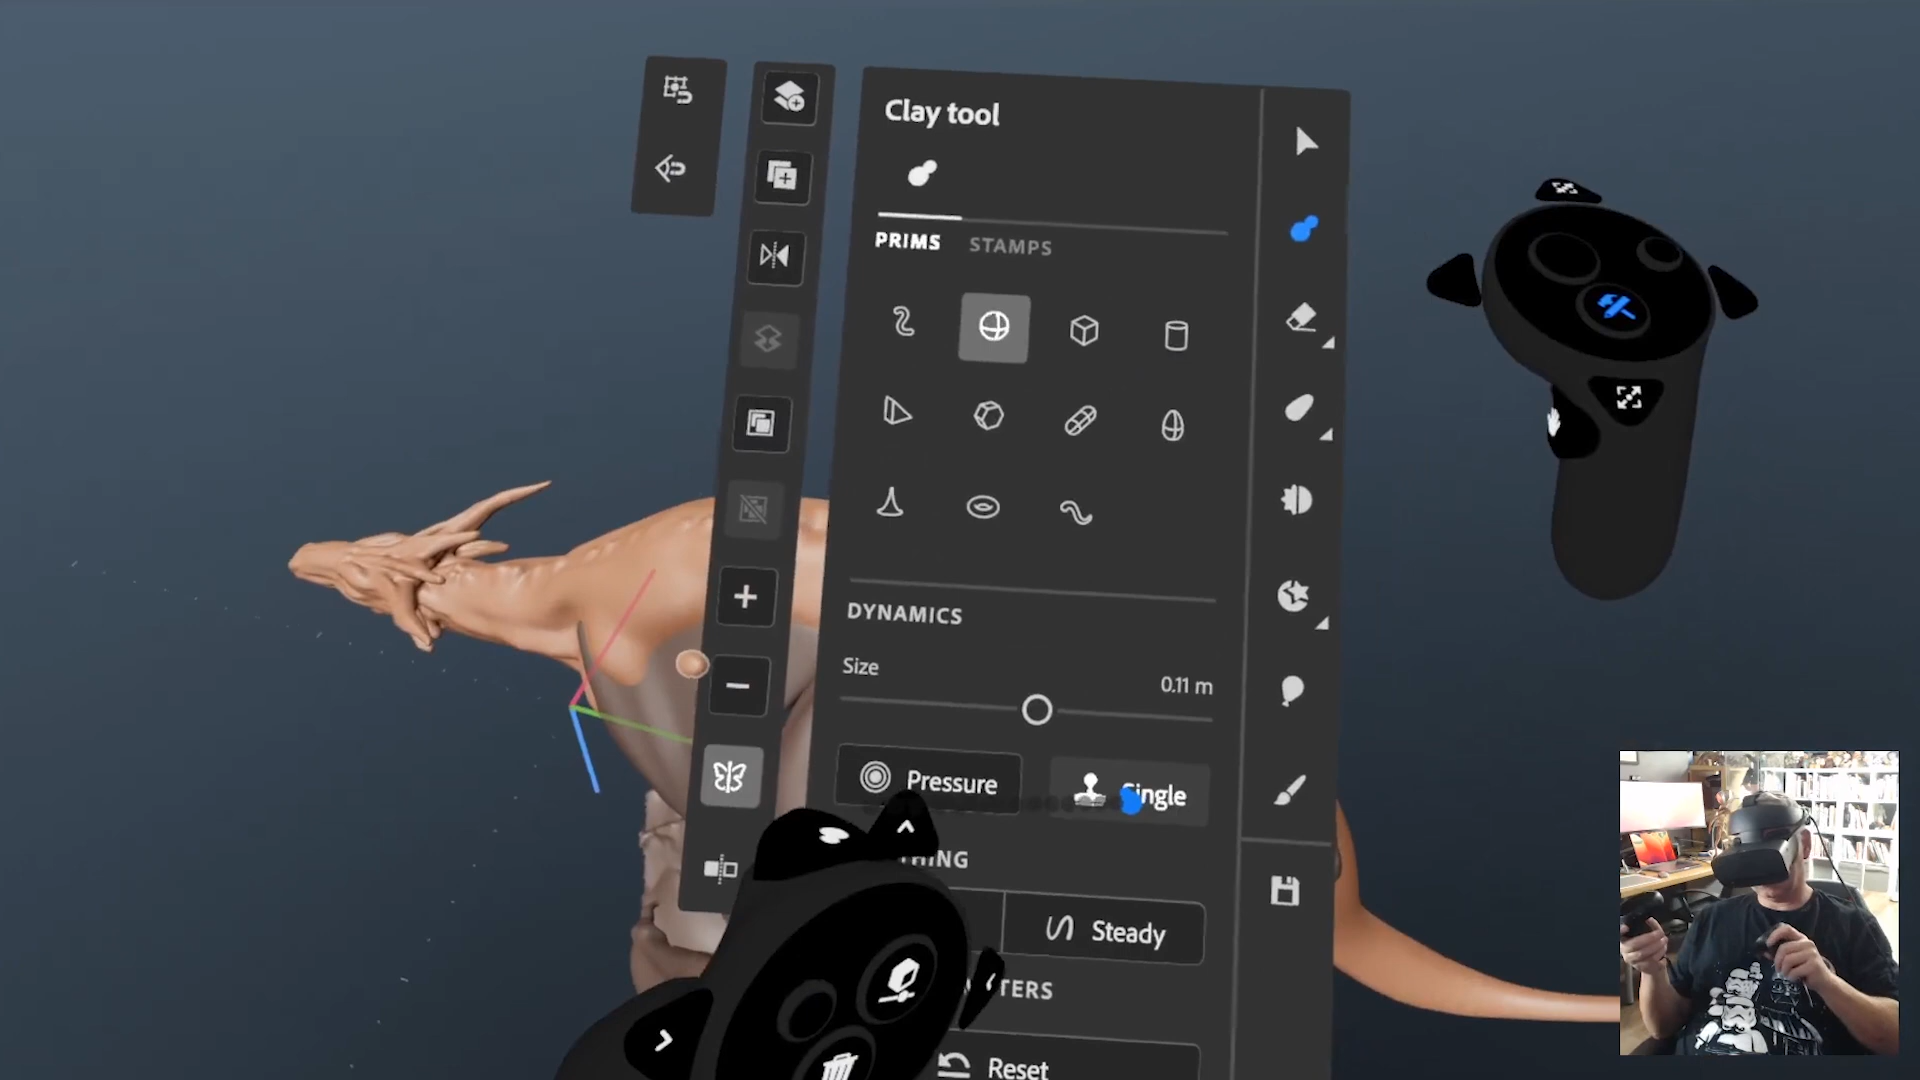 Clay tool
PRIMS STAMPS
DYNAMICS
Size
0.11 m
Pressure
Steady
Reset